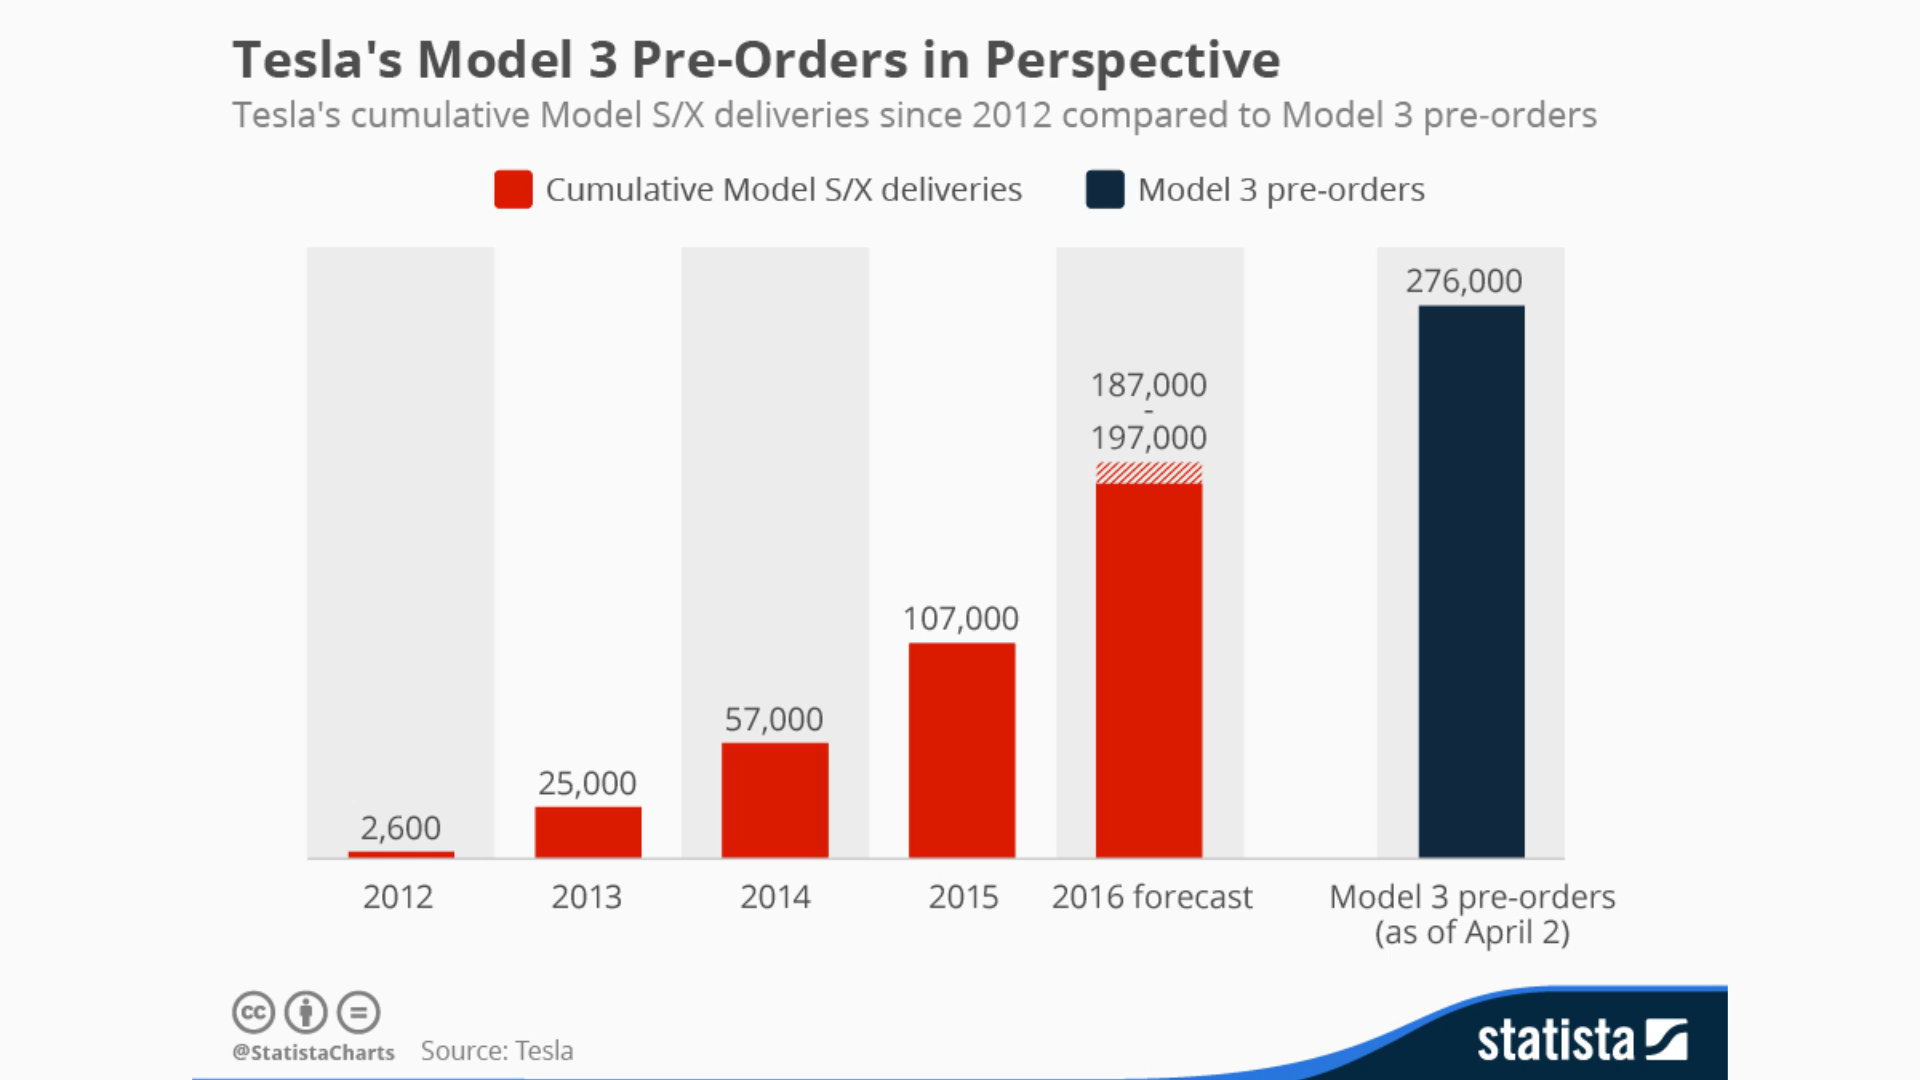 Tesla's Model 3 Pre-Orders in Perspective
Tesla's cumulative Model S/X deliveries since 2012 compared to Model 3 pre-orders
Cumulative Model S/X deliveries
Model 3 pre-orders
2,600
25,000
57,000
107,000
187,000
-
197,000
276,000
2012
2013
2014
2015
2016 forecast
Model 3 pre-orders
(as of April 2)
cc
@StatistaCharts
Source: Tesla
statista